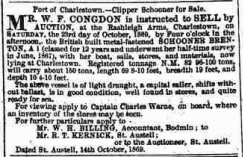 Port of Charlestown.—Clipper Schooner for Sale.
MR. W. F. CONGDON is instructed to SELL by
AUCTION, at the Rashleigh Arms, Charlestown, on
SATURDAY, the 23rd day of October, 1869, by Four o'clock in the
afternoon, the British built metal-fastened SCHOONER BREN-
TON, A 1 (classed for 12 years and underwent her half-time survey
in June, 1867), with her boat, sails, stores, and materials, now
lying at Charlestown. Registered tonnage N.M. 82 96-100 tons,
will carry about 150 tons, length 69 8-10 feet, breadth 19 feet, and
depth 10 4-10 feet.
The above vessel is of light draught, a capital sailer, shifts with-
out ballast, is in good condition, well found in stores, and quite
ready for sea.
For viewing apply to Captain Charles Warne, on board, where
an inventory of the stores may be seen.
For further particulars apply to -
Mr. W. E. BILLING, Accountant, Bodmin; to
Mr. B. T. KERNICK, St. Austell;
or to the Auctioneer, St. Austell.
Dated St. Austell, 14th October, 1869.